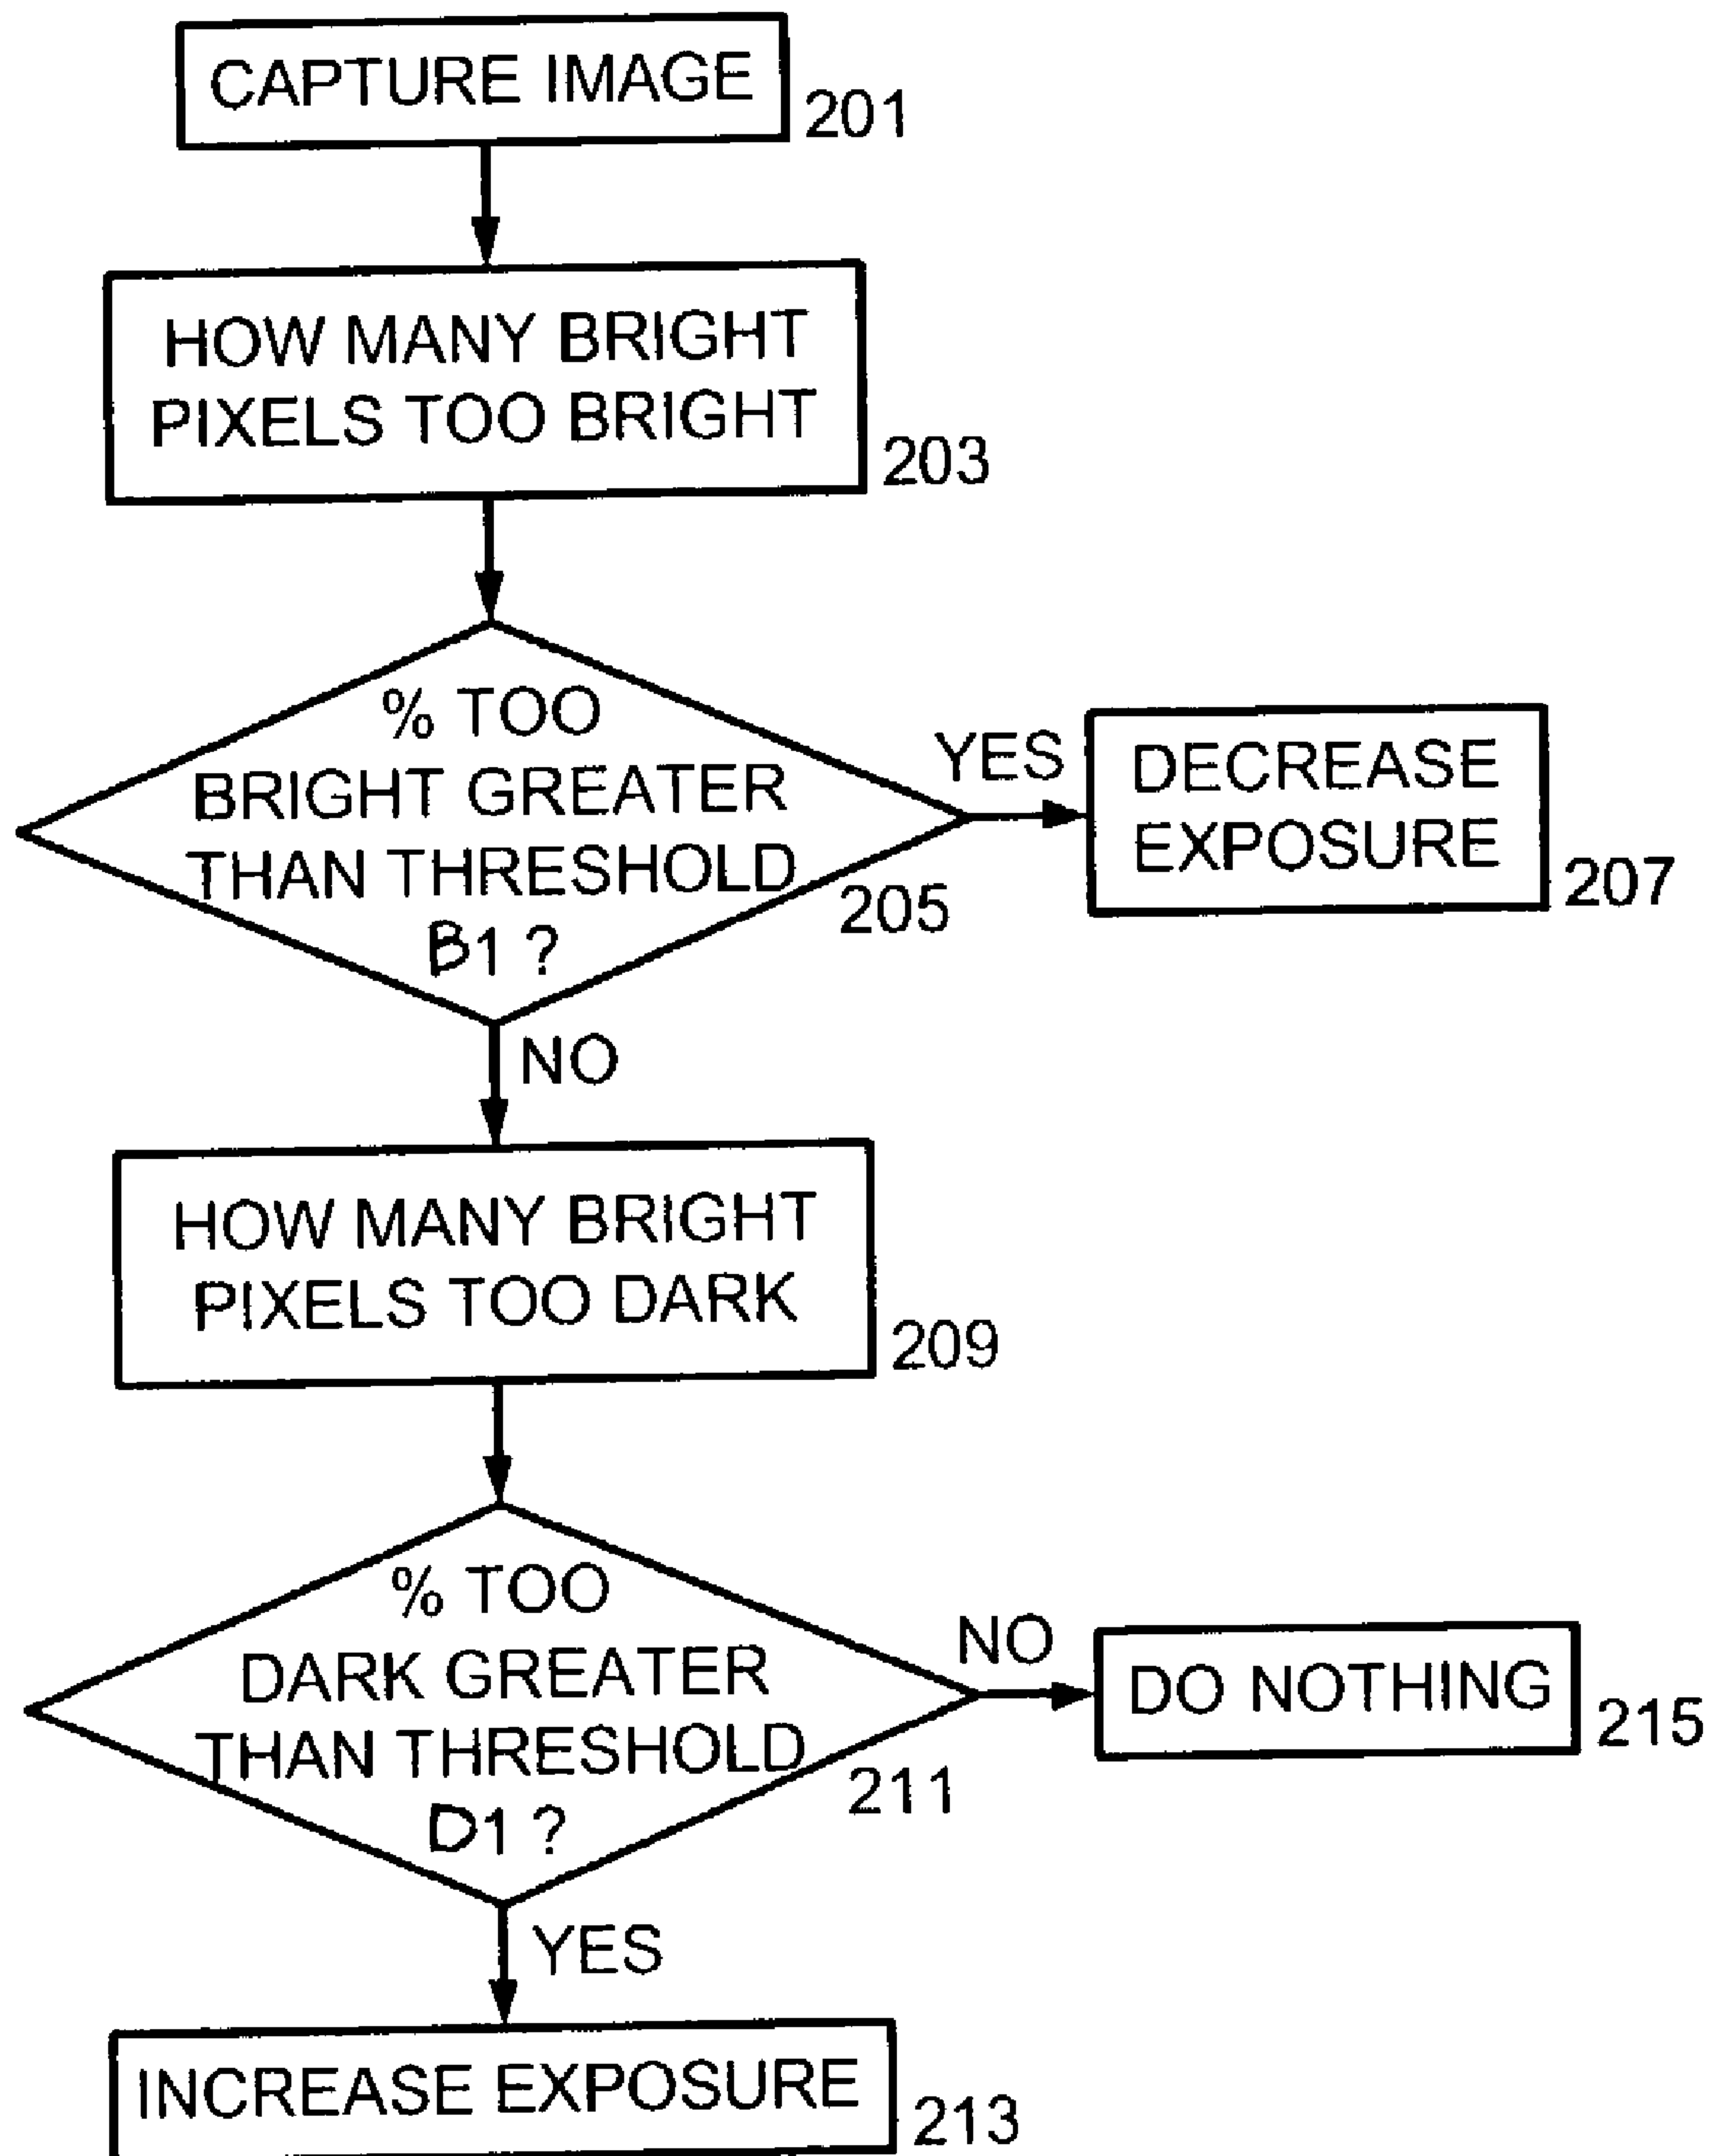 CAPTURE IMAGE
201
HOW MANY BRIGHT
PIXELS TOO BRIGHT
203
% TOO
BRIGHT GREATER
THAN THRESHOLD
B1 ?
205
YES
DECREASE
EXPOSURE
207
NO
HOW MANY BRIGHT
PIXELS TOO DARK
209
% TOO
DARK GREATER
THAN THRESHOLD
D1 ?
211
NO
DO NOTHING
215
YES
INCREASE EXPOSURE
213